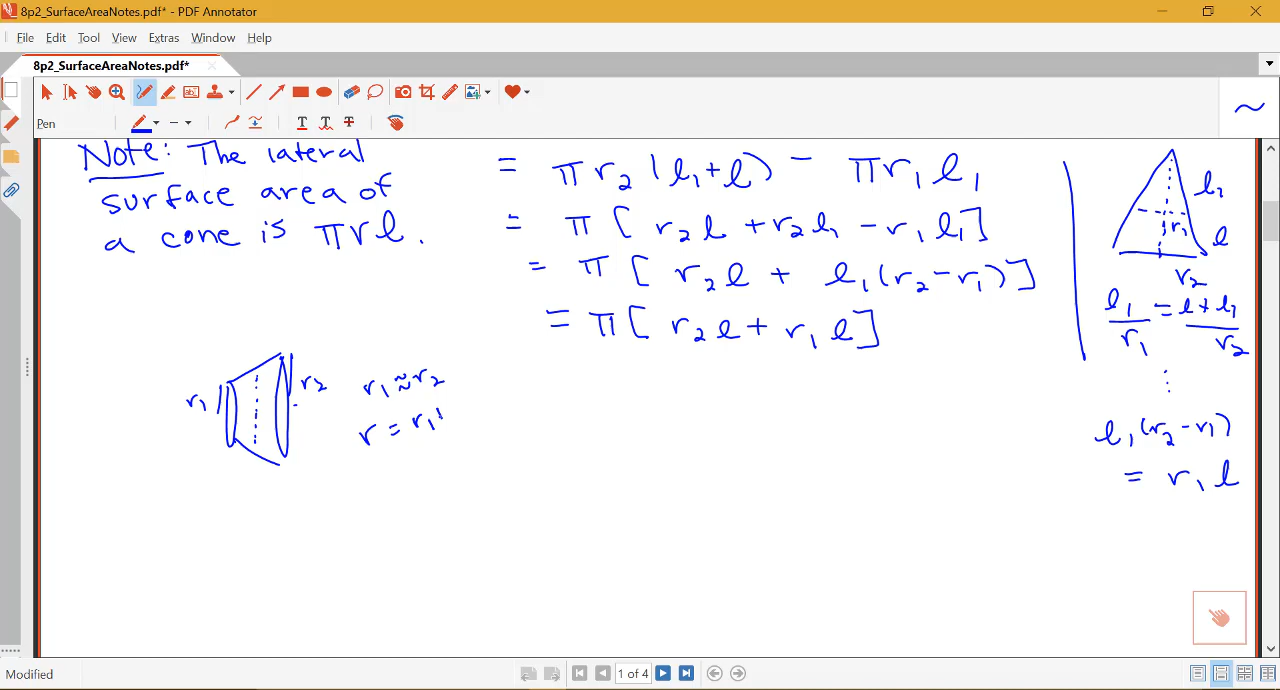 8p2_SurfaceAreaNotes.pdf* - PDF Annotator
File Edit Tool View Extras Window Help
8p2_SurfaceAreaNotes.pdf*
Pen
Note: The lateral
surface area of
a cone is πrl.
= πr₂(l₁+l) - πr₁l₁
= π[r₂l + r₂l₁ - r₁l₁]
= π[r₂l + l₁(r₂-r₁)]
= π[r₂l + r₁l]
l₁
r₁
l
r₂
l₁/r₁ = l+l₁/r₂
⋮
l₁(r₂-r₁)
= r₁l
r₁
r₂
r₁≈r₂
r = r₁
1 of 4
Modified